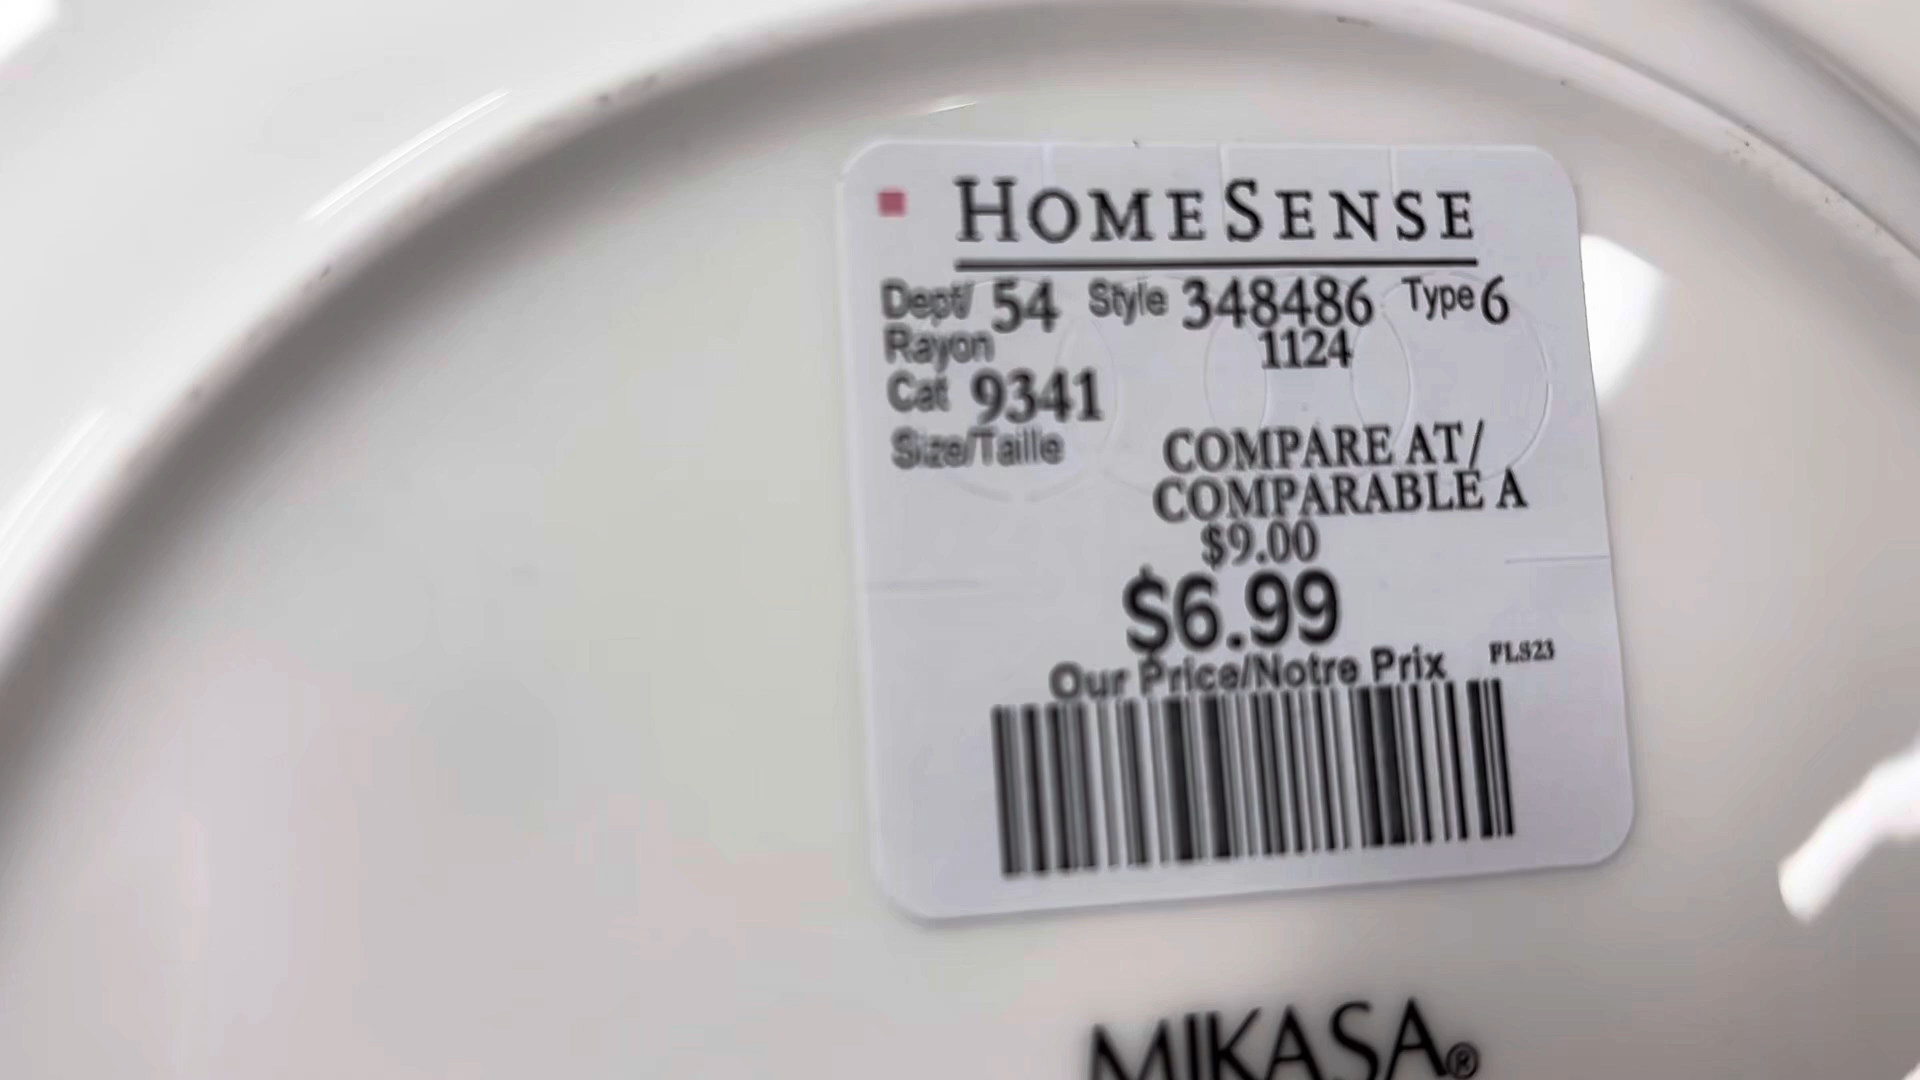 HOMESENSE
Dept/ 54 Style 348486 Type 6
Rayon 1124
Cat 9341
Size/Taille
COMPARE AT/
COMPARABLE A
$9.00
$6.99
Our Price/Notre Prix PLS23
MIKASA®